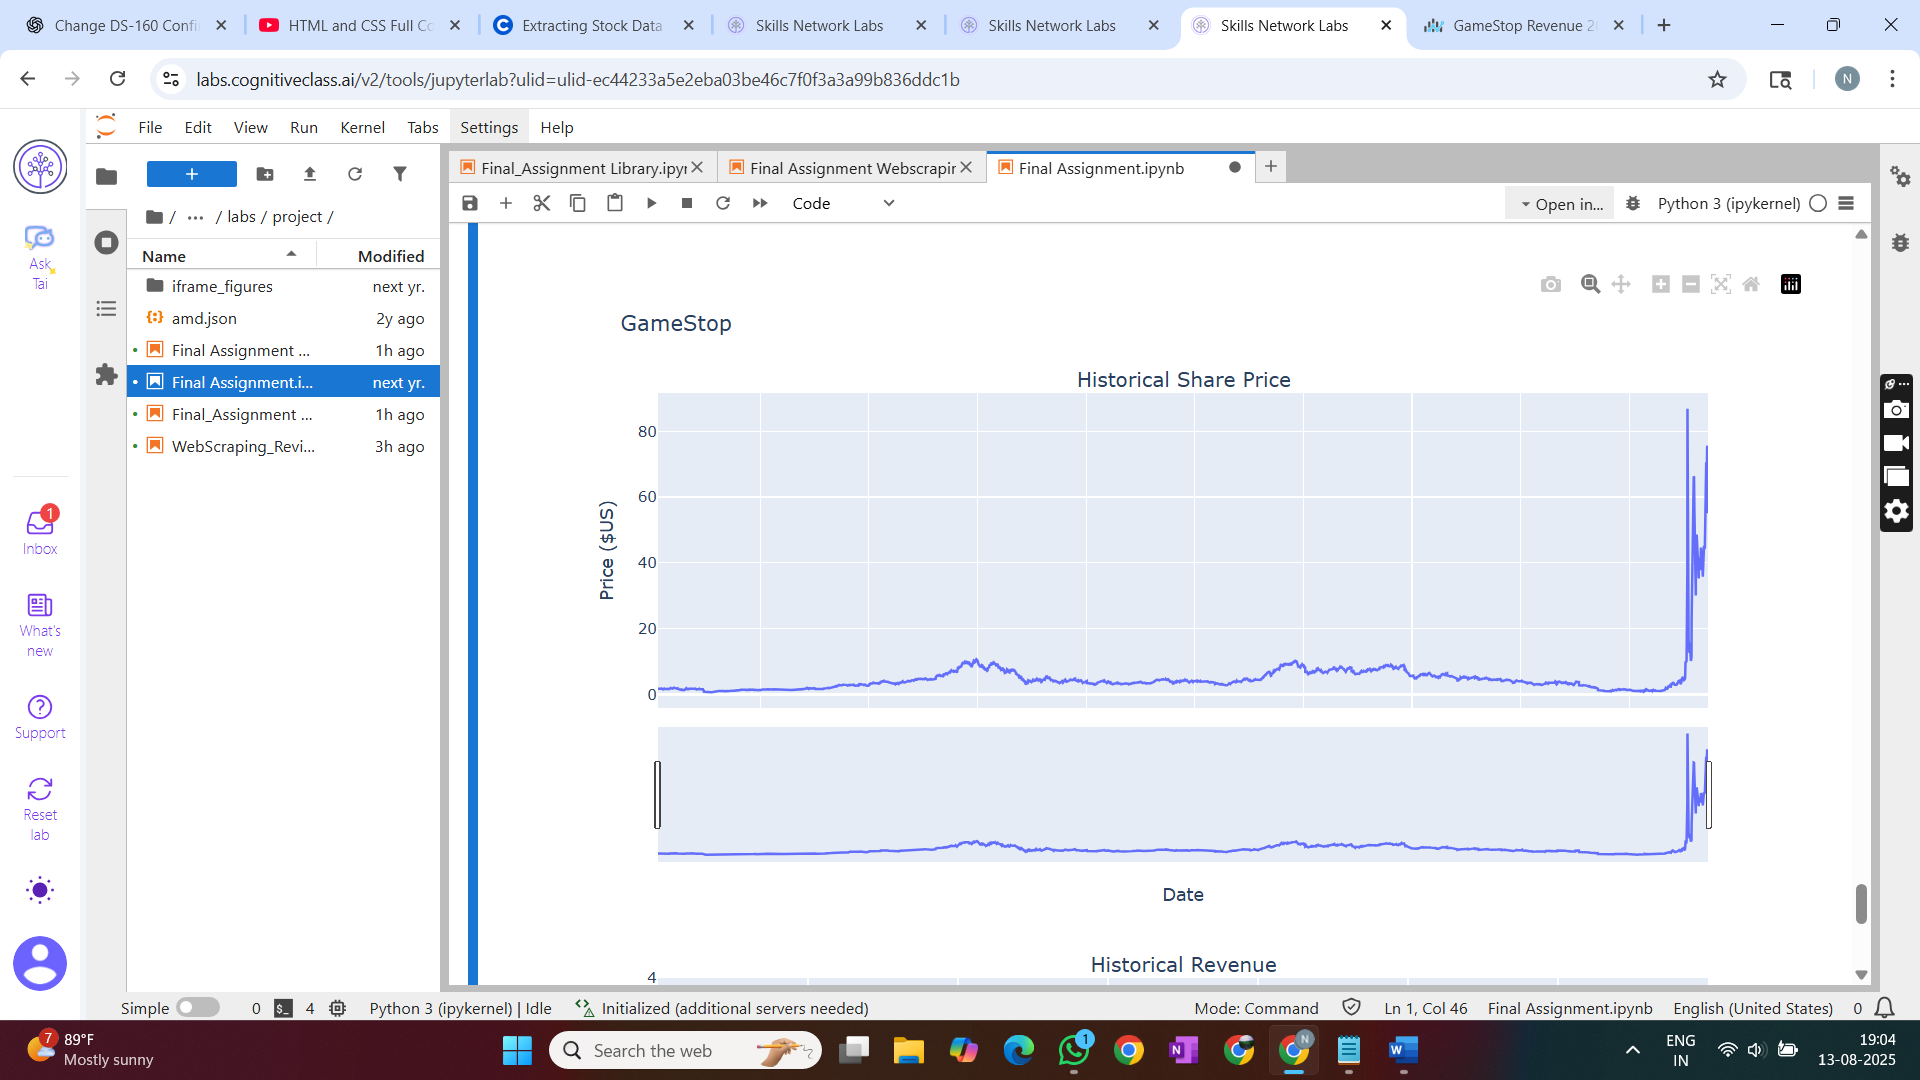 Change DS-160 Confi
HTML and CSS Full Co
Extracting Stock Data
Skills Network Labs
Skills Network Labs
Skills Network Labs
GameStop Revenue 2
labs.cognitiveclass.ai/v2/tools/jupyterlab?ulid=ulid-ec44233a5e2eba03be46c7f0f3a3a99b836ddc1b
N
File Edit View Run Kernel Tabs Settings Help
Ask
Tai
Inbox
1
What's
new
Support
Reset
lab
/ ... / labs / project /
Name Modified
iframe_figures next yr.
amd.json 2y ago
Final Assignment ... 1h ago
Final Assignment.i... next yr.
Final_Assignment ... 1h ago
WebScraping_Revi... 3h ago
Final_Assignment Library.ipyn
Final Assignment Webscrapin
Final Assignment.ipynb
Code
Open in...
Python 3 (ipykernel)
GameStop
Historical Share Price
Price ($US)
80
60
40
20
0
Date
Historical Revenue
4
Simple 0 4 Python 3 (ipykernel) | Idle Initialized (additional servers needed) Mode: Command Ln 1, Col 46 Final Assignment.ipynb English (United States) 0
7
89°F
Mostly sunny
Search the web
1
N
ENG
IN
19:04
13-08-2025